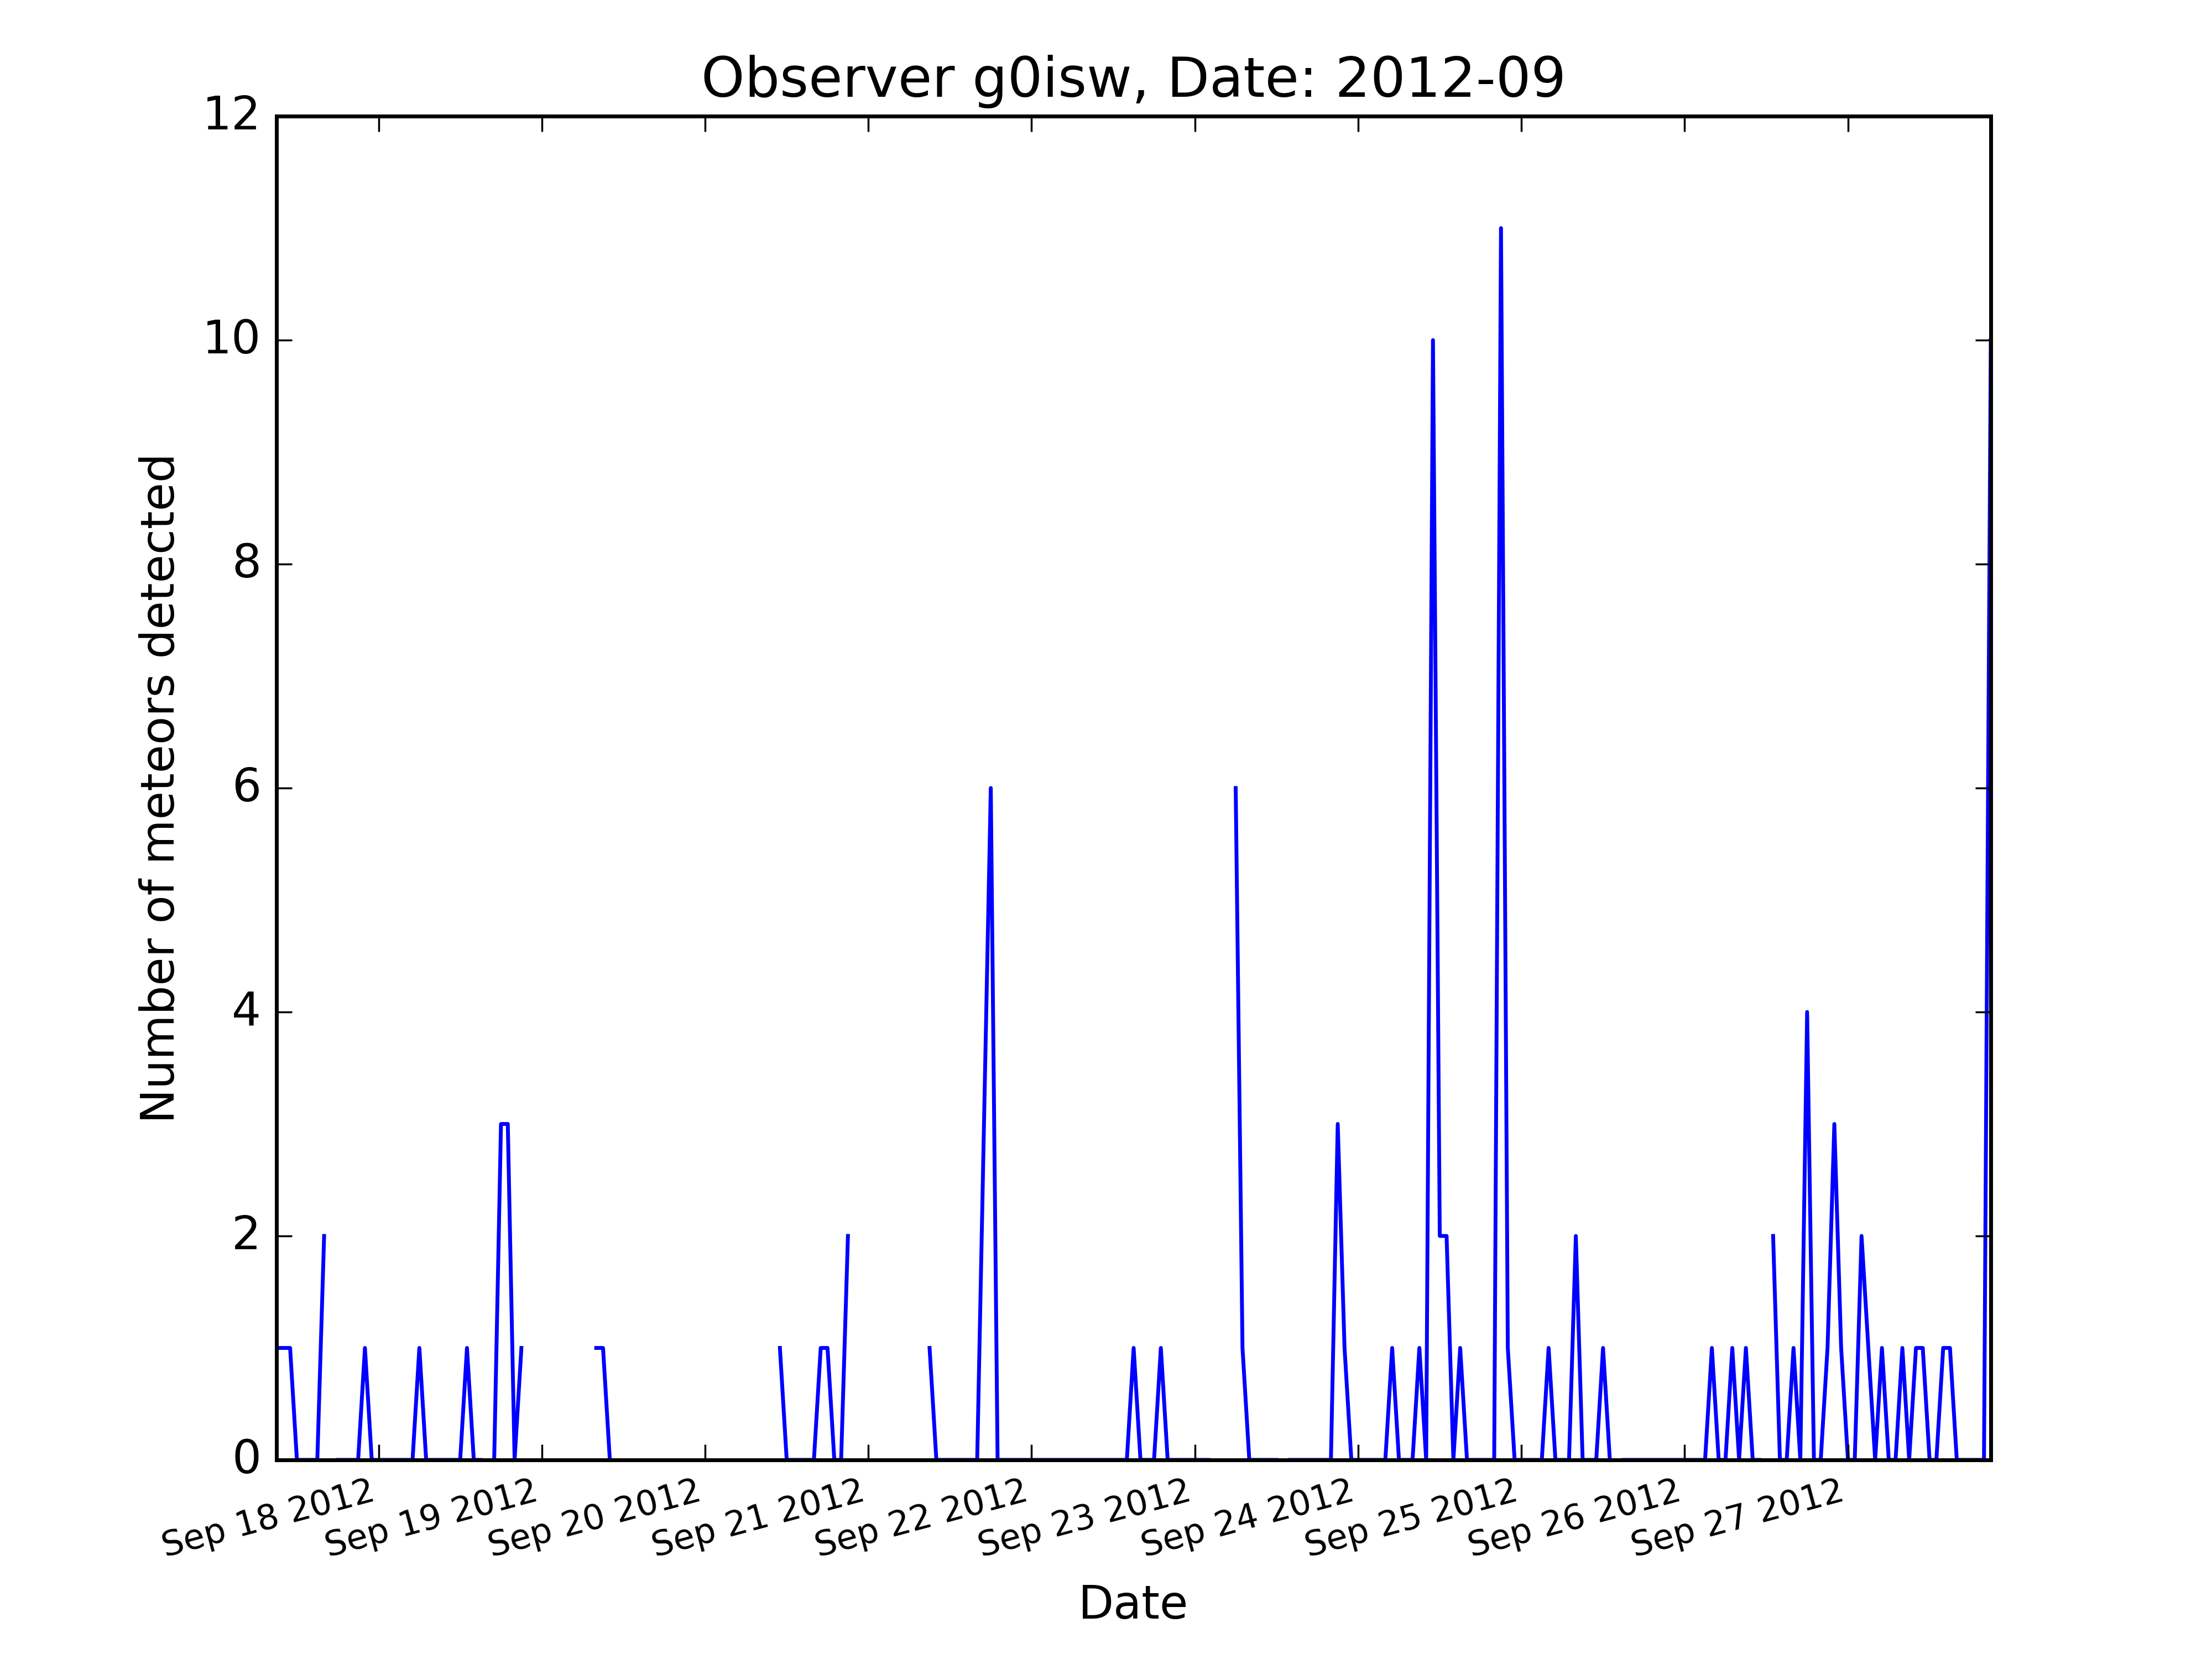 Observer g0isw, Date: 2012-09
12
10
8
6
4
2
0
Number of meteors detected
Sep 18 2012
Sep 19 2012
Sep 20 2012
Sep 21 2012
Sep 22 2012
Sep 23 2012
Sep 24 2012
Sep 25 2012
Sep 26 2012
Sep 27 2012
Date